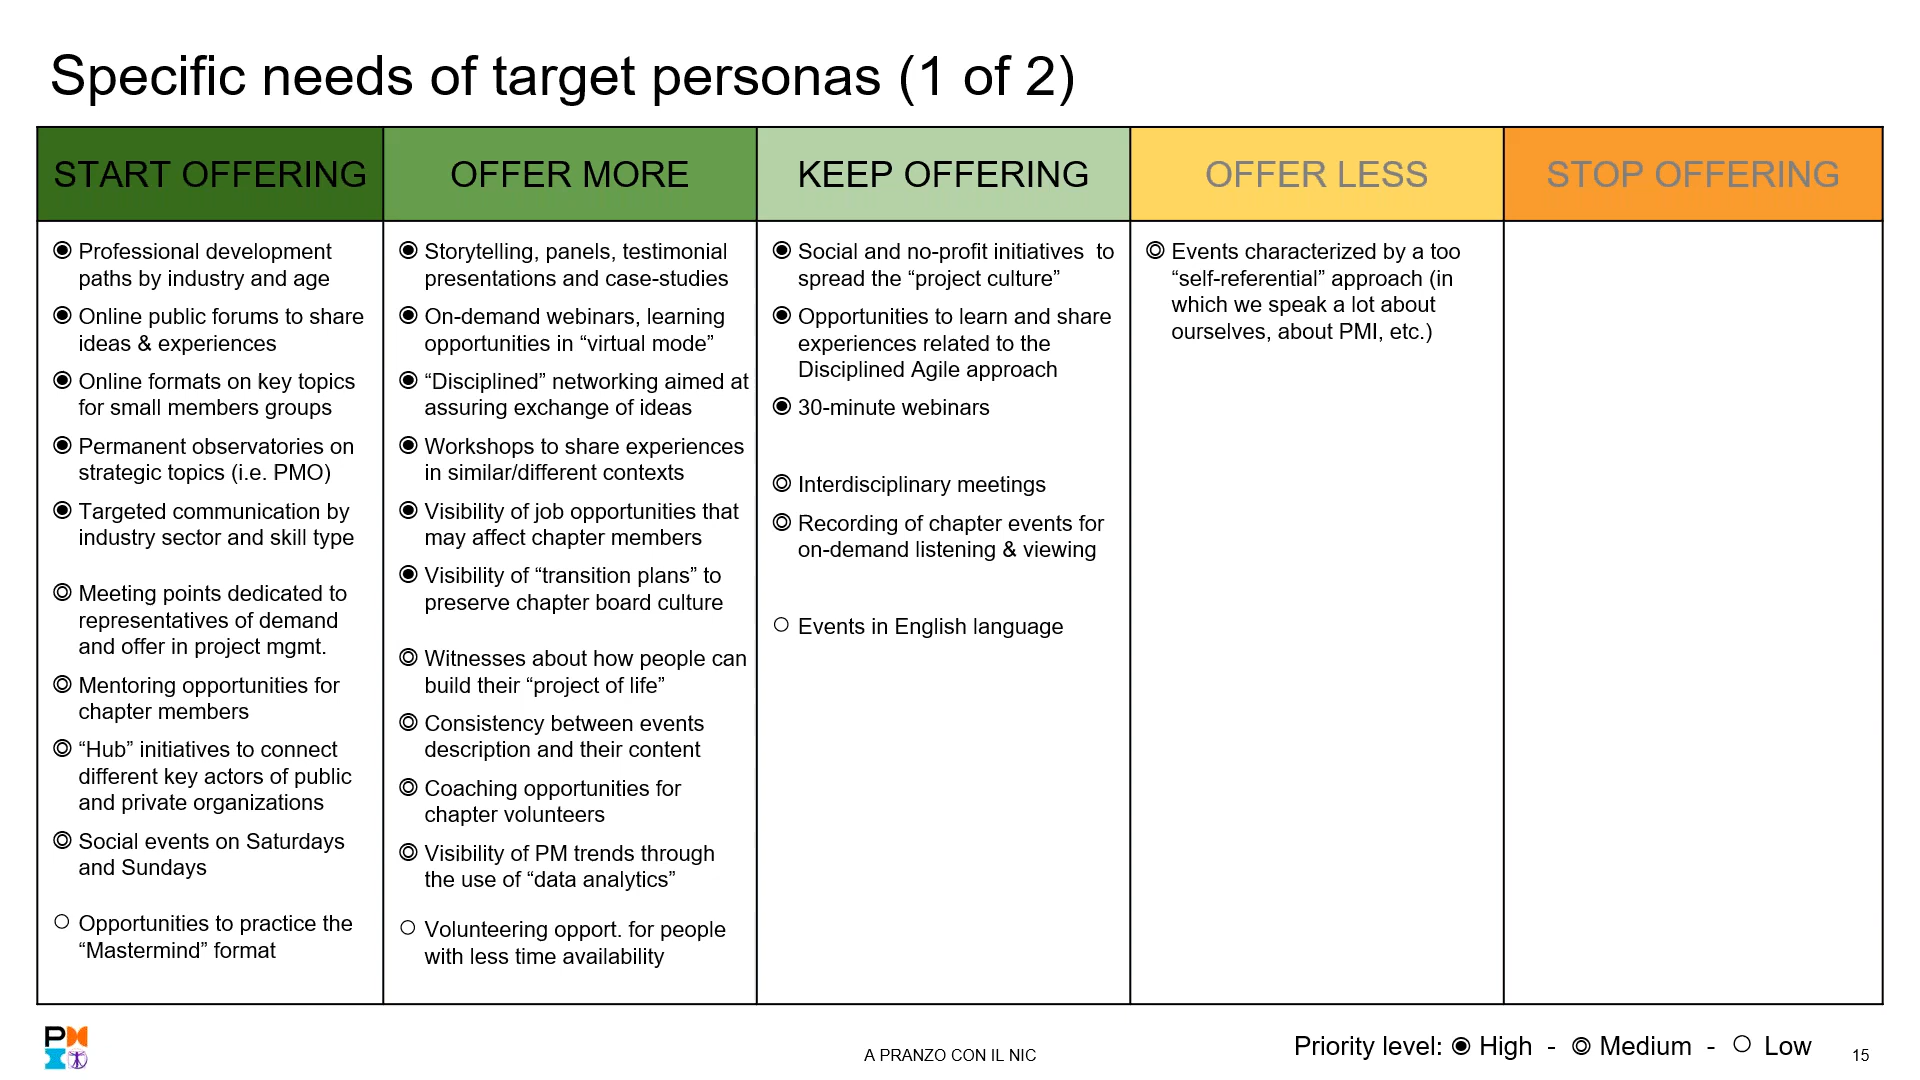 Specific needs of target personas (1 of 2)
START OFFERING
◉ Professional development
paths by industry and age
◉ Online public forums to share
ideas & experiences
◉ Online formats on key topics
for small members groups
◉ Permanent observatories on
strategic topics (i.e. PMO)
◉ Targeted communication by
industry sector and skill type
◎ Meeting points dedicated to
representatives of demand
and offer in project mgmt.
◎ Mentoring opportunities for
chapter members
◎ “Hub” initiatives to connect
different key actors of public
and private organizations
◎ Social events on Saturdays
and Sundays
○ Opportunities to practice the
“Mastermind” format
OFFER MORE
◉ Storytelling, panels, testimonial
presentations and case-studies
◉ On-demand webinars, learning
opportunities in “virtual mode”
◉ “Disciplined” networking aimed at
assuring exchange of ideas
◉ Workshops to share experiences
in similar/different contexts
◉ Visibility of job opportunities that
may affect chapter members
◉ Visibility of “transition plans” to
preserve chapter board culture
◎ Witnesses about how people can
build their “project of life”
◎ Consistency between events
description and their content
◎ Coaching opportunities for
chapter volunteers
◎ Visibility of PM trends through
the use of “data analytics”
○ Volunteering opport. for people
with less time availability
KEEP OFFERING
◉ Social and no-profit initiatives to
spread the “project culture”
◉ Opportunities to learn and share
experiences related to the
Disciplined Agile approach
◉ 30-minute webinars
◎ Interdisciplinary meetings
◎ Recording of chapter events for
on-demand listening & viewing
○ Events in English language
OFFER LESS
◎ Events characterized by a too
“self-referential” approach (in
which we speak a lot about
ourselves, about PMI, etc.)
STOP OFFERING
A PRANZO CON IL NIC
Priority level: ◉ High - ◎ Medium - ○ Low
15